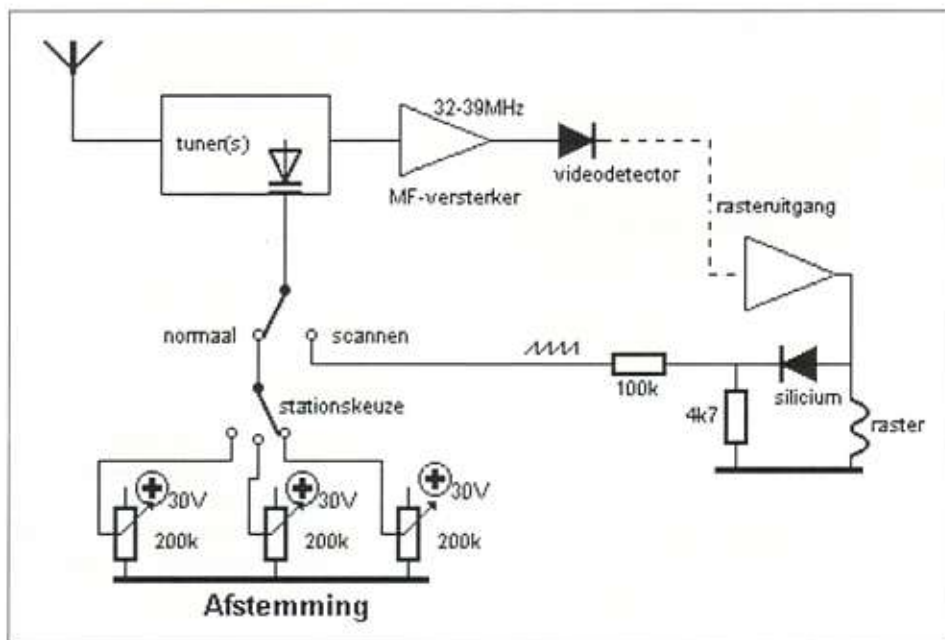 32-39MHz
tuner(s)
videodetector
MF-versterker
rasteruitgang
normaal
scannen
100k
silicium
4k7
raster
stationskeuze
30V
30V
30V
200k
200k
200k
Afstemming